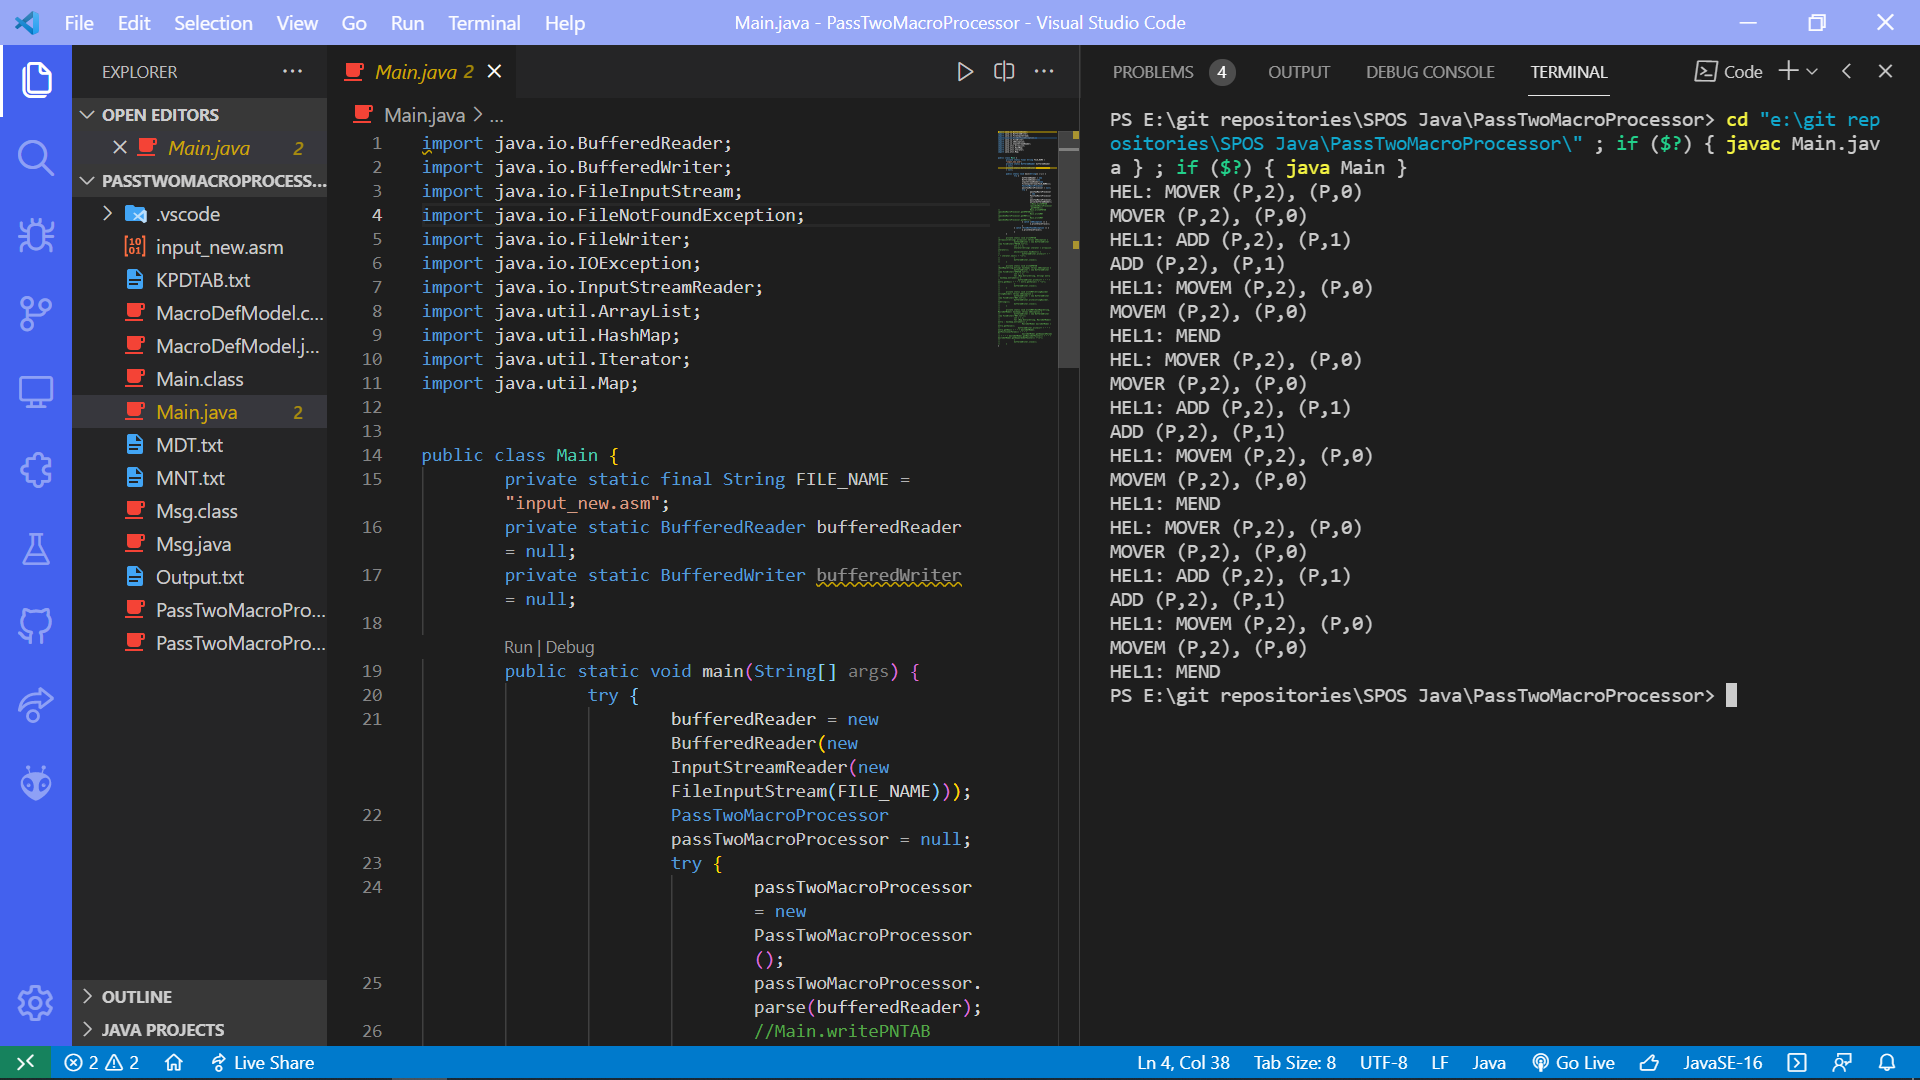 File Edit Selection View Go Run Terminal Help
Main.java - PassTwoMacroProcessor - Visual Studio Code
EXPLORER
OPEN EDITORS
Main.java 2
PASSTWOMACROPROCESS...
.vscode
input_new.asm
KPDTAB.txt
MacroDefModel.c...
MacroDefModel.j...
Main.class
Main.java 2
MDT.txt
MNT.txt
Msg.class
Msg.java
Output.txt
PassTwoMacroPro...
PassTwoMacroPro...
OUTLINE
JAVA PROJECTS
Main.java 2
Main.java > ...
1 import java.io.BufferedReader;
2 import java.io.BufferedWriter;
3 import java.io.FileInputStream;
4 import java.io.FileNotFoundException;
5 import java.io.FileWriter;
6 import java.io.IOException;
7 import java.io.InputStreamReader;
8 import java.util.ArrayList;
9 import java.util.HashMap;
10 import java.util.Iterator;
11 import java.util.Map;
12
13
14 public class Main {
15 private static final String FILE_NAME =
"input_new.asm";
16 private static BufferedReader bufferedReader
= null;
17 private static BufferedWriter bufferedWriter
= null;
18
Run | Debug
19 public static void main(String[] args) {
20 try {
21 bufferedReader = new
BufferedReader(new
InputStreamReader(new
FileInputStream(FILE_NAME)));
22 PassTwoMacroProcessor
passTwoMacroProcessor = null;
23 try {
24 passTwoMacroProcessor
= new
PassTwoMacroProcessor
();
25 passTwoMacroProcessor.
parse(bufferedReader);
26 //Main.writePNTAB
PROBLEMS 4 OUTPUT DEBUG CONSOLE TERMINAL
Code
PS E:\git repositories\SPOS Java\PassTwoMacroProcessor> cd "e:\git rep
ositories\SPOS Java\PassTwoMacroProcessor\" ; if ($?) { javac Main.jav
a } ; if ($?) { java Main }
HEL: MOVER (P,2), (P,0)
MOVER (P,2), (P,0)
HEL1: ADD (P,2), (P,1)
ADD (P,2), (P,1)
HEL1: MOVEM (P,2), (P,0)
MOVEM (P,2), (P,0)
HEL1: MEND
HEL: MOVER (P,2), (P,0)
MOVER (P,2), (P,0)
HEL1: ADD (P,2), (P,1)
ADD (P,2), (P,1)
HEL1: MOVEM (P,2), (P,0)
MOVEM (P,2), (P,0)
HEL1: MEND
HEL: MOVER (P,2), (P,0)
MOVER (P,2), (P,0)
HEL1: ADD (P,2), (P,1)
ADD (P,2), (P,1)
HEL1: MOVEM (P,2), (P,0)
MOVEM (P,2), (P,0)
HEL1: MEND
PS E:\git repositories\SPOS Java\PassTwoMacroProcessor>
2 2 Live Share
Ln 4, Col 38 Tab Size: 8 UTF-8 LF Java Go Live JavaSE-16